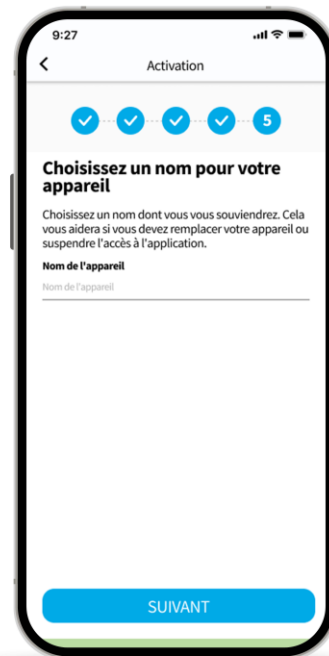 9:27
Activation
5
Choisissez un nom pour votre
appareil
Choisissez un nom dont vous vous souviendrez. Cela
vous aidera si vous devez remplacer votre appareil ou
suspendre l'accès à l'application.
Nom de l'appareil
Nom de l'appareil
SUIVANT